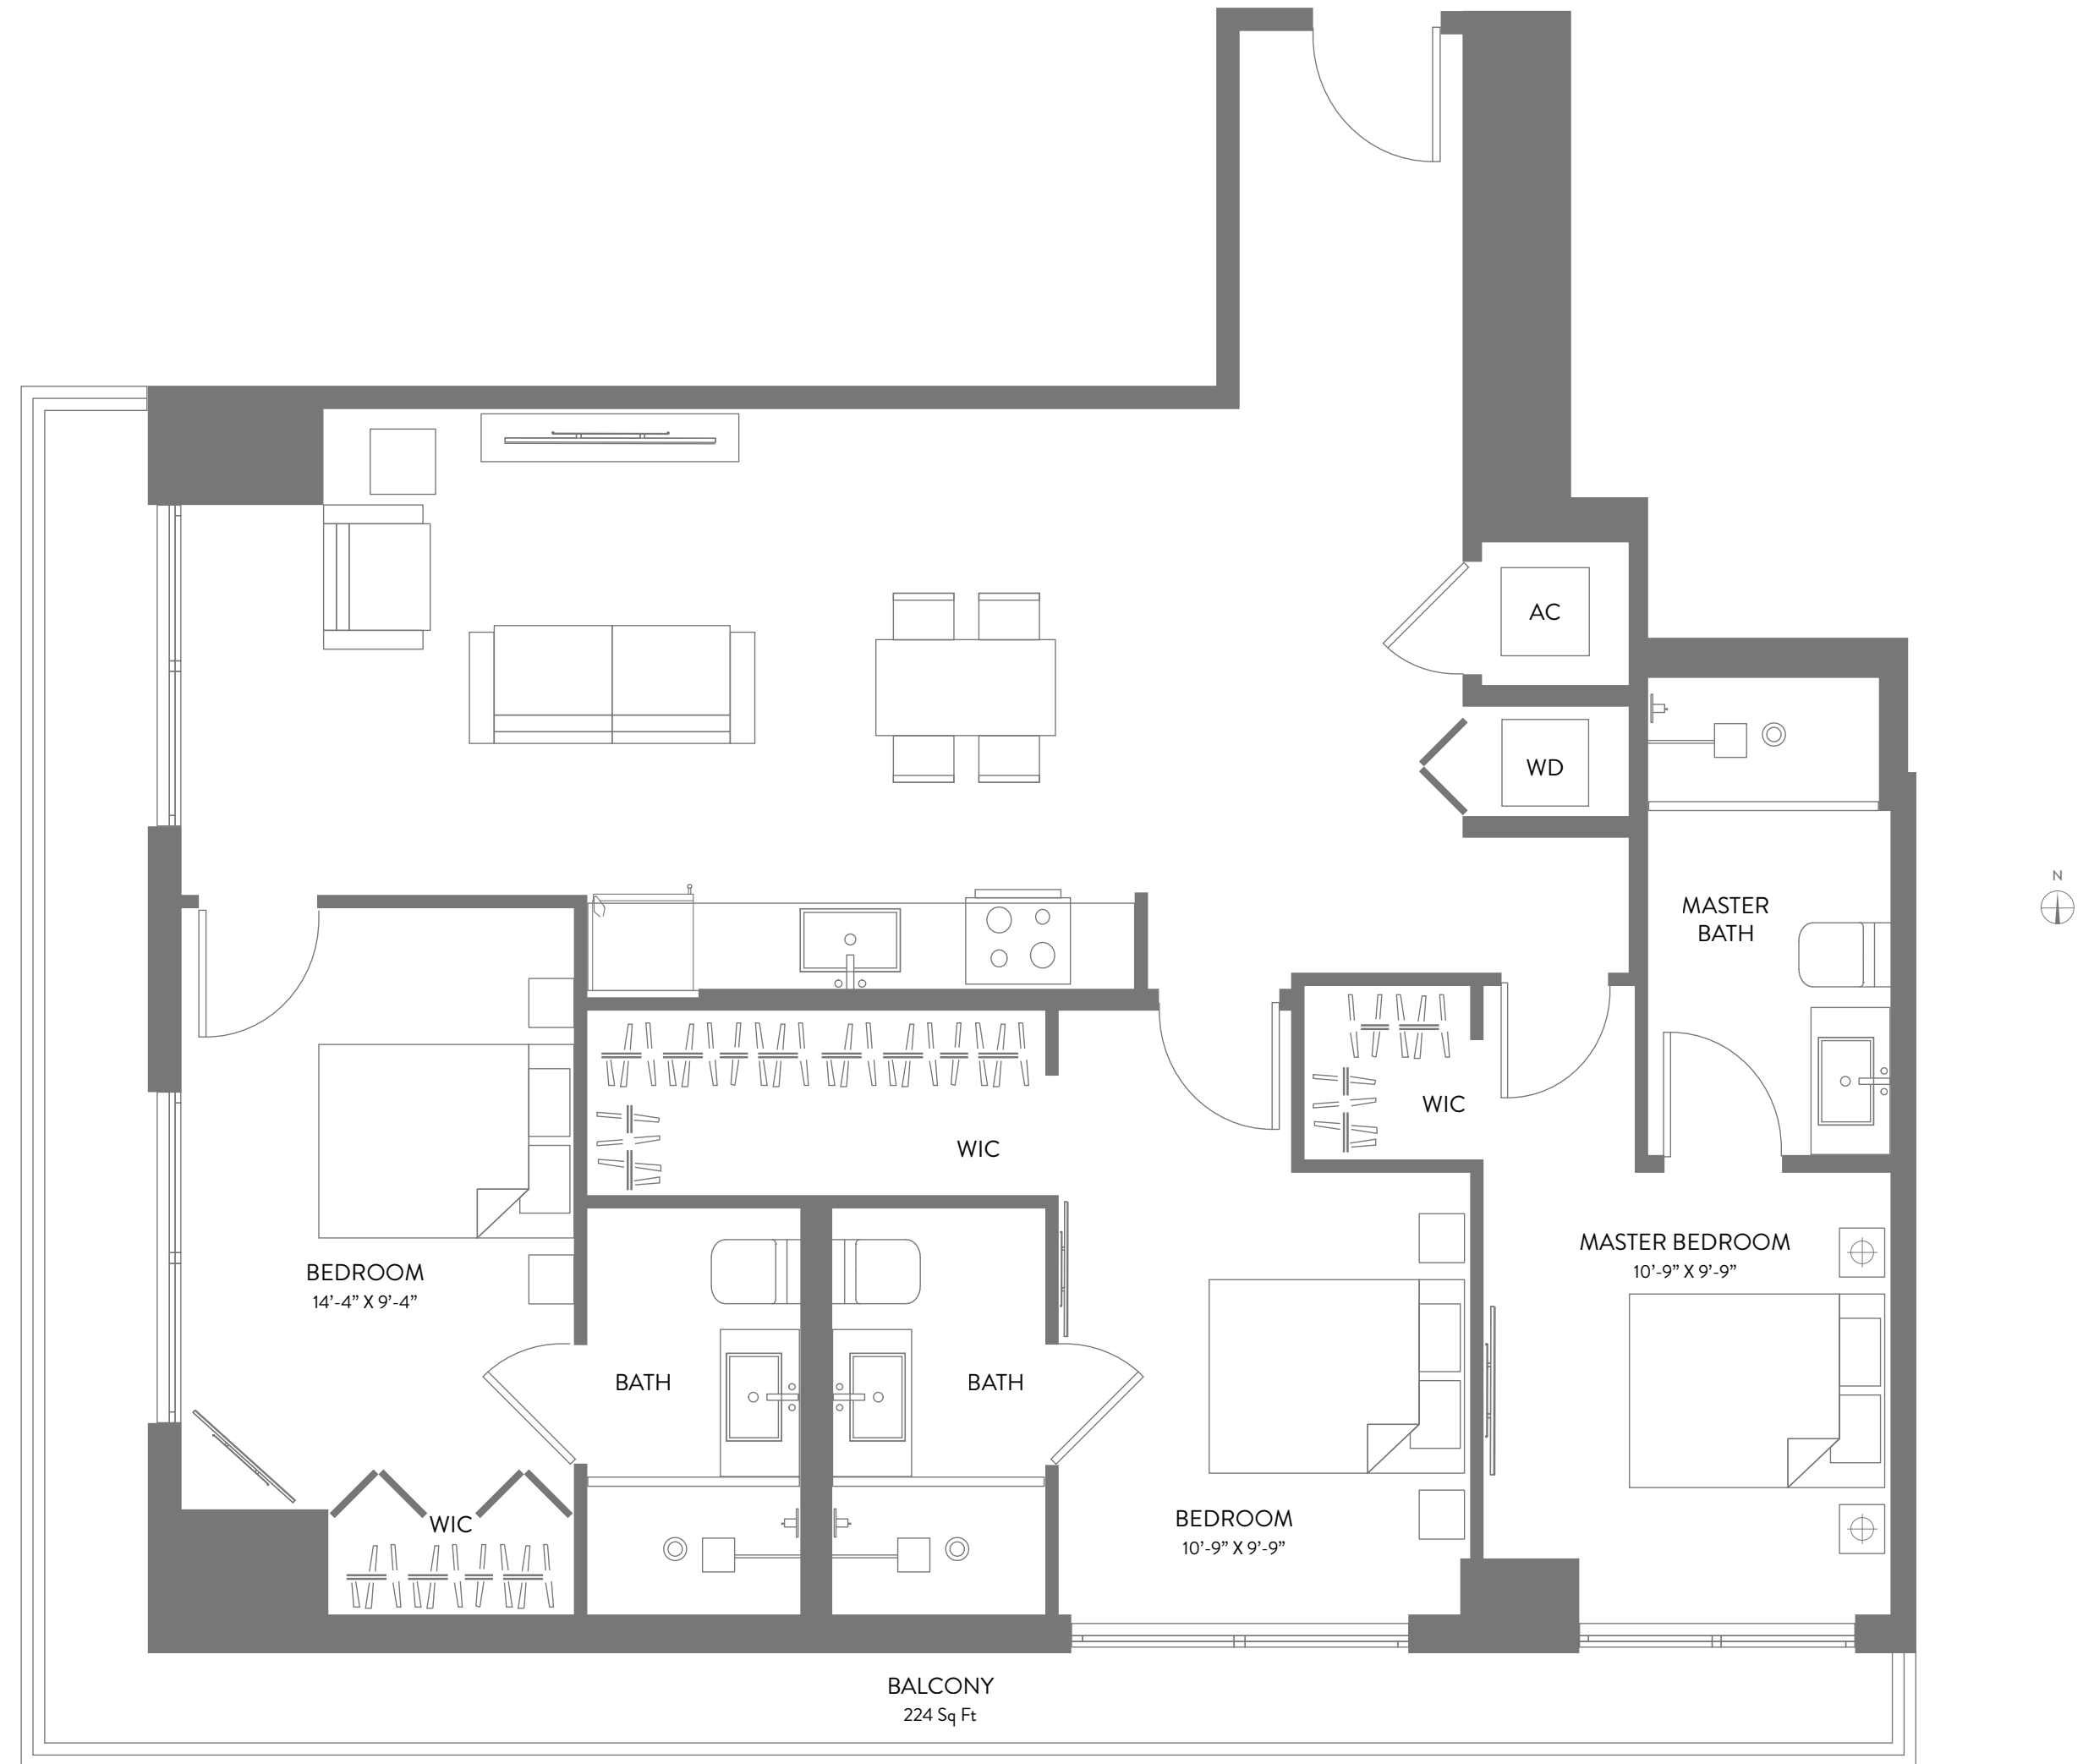 AC
WD
N
MASTER
BATH
WIC
WIC
MASTER BEDROOM
10’-9” X 9’-9”
BEDROOM
14’-4” X 9’-4”
BATH
BATH
WIC
BEDROOM
10’-9” X 9’-9”
BALCONY
224 Sq Ft